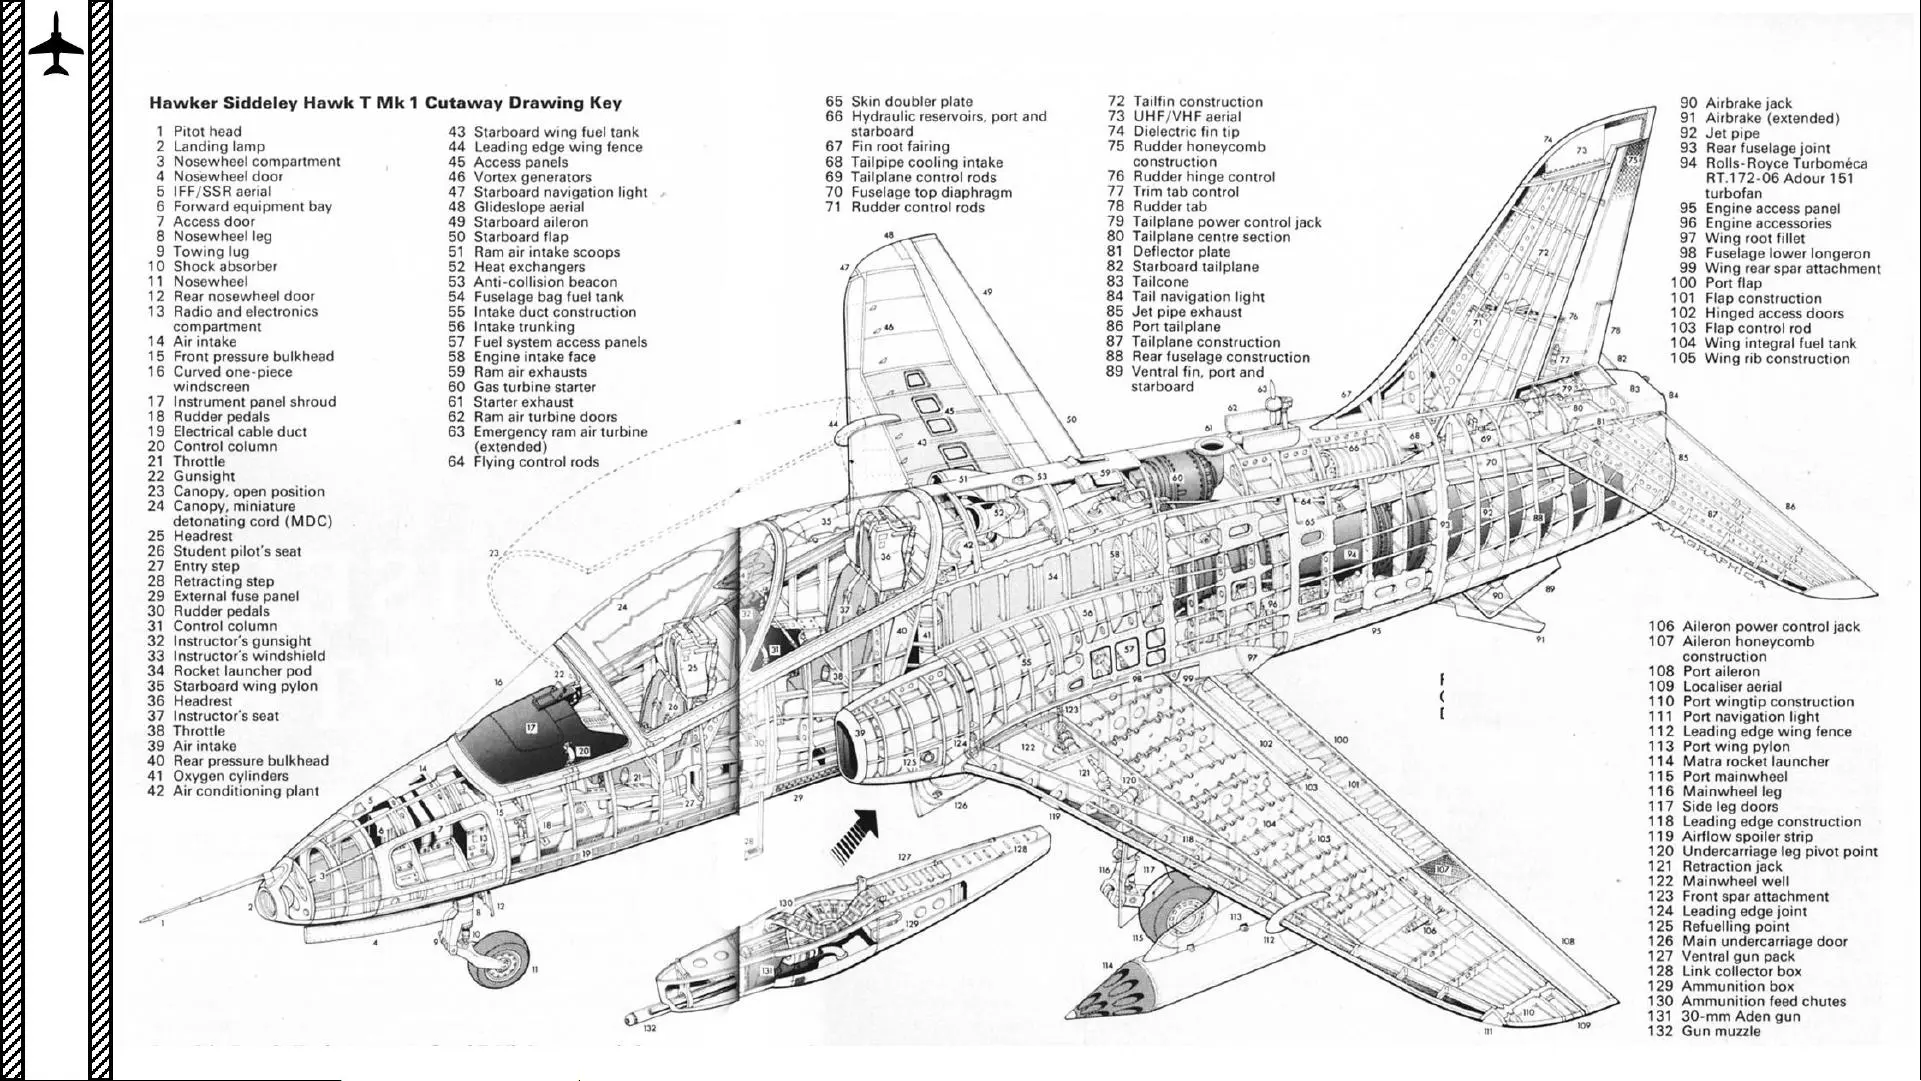 Hawker Siddeley Hawk T Mk 1 Cutaway Drawing Key
1 Pitot head
2 Landing lamp
3 Nosewheel compartment
4 Nosewheel door
5 IFF/SSR aerial
6 Forward equipment bay
7 Access door
8 Nosewheel leg
9 Towing lug
10 Shock absorber
11 Nosewheel
12 Rear nosewheel door
13 Radio and electronics
compartment
14 Air intake
15 Front pressure bulkhead
16 Curved one-piece
windscreen
17 Instrument panel shroud
18 Rudder pedals
19 Electrical cable duct
20 Control column
21 Throttle
22 Gunsight
23 Canopy, open position
24 Canopy, miniature
detonating cord (MDC)
25 Headrest
26 Student pilot's seat
27 Entry step
28 Retracting step
29 External fuse panel
30 Rudder pedals
31 Control column
32 Instructor's gunsight
33 Instructor's windshield
34 Rocket launcher pod
35 Starboard wing pylon
36 Headrest
37 Instructor's seat
38 Throttle
39 Air intake
40 Rear pressure bulkhead
41 Oxygen cylinders
42 Air conditioning plant
43 Starboard wing fuel tank
44 Leading edge wing fence
45 Access panels
46 Vortex generators
47 Starboard navigation light
48 Glideslope aerial
49 Starboard aileron
50 Starboard flap
51 Ram air intake scoops
52 Heat exchangers
53 Anti-collision beacon
54 Fuselage bag fuel tank
55 Intake duct construction
56 Intake trunking
57 Fuel system access panels
58 Engine intake face
59 Ram air exhausts
60 Gas turbine starter
61 Starter exhaust
62 Ram air turbine doors
63 Emergency ram air turbine
(extended)
64 Flying control rods
65 Skin doubler plate
66 Hydraulic reservoirs, port and
starboard
67 Fin root fairing
68 Tailpipe cooling intake
69 Tailplane control rods
70 Fuselage top diaphragm
71 Rudder control rods
72 Tailfin construction
73 UHF/VHF aerial
74 Dielectric fin tip
75 Rudder honeycomb
construction
76 Rudder hinge control
77 Trim tab control
78 Rudder tab
79 Tailplane power control jack
80 Tailplane centre section
81 Deflector plate
82 Starboard tailplane
83 Tailcone
84 Tail navigation light
85 Jet pipe exhaust
86 Port tailplane
87 Tailplane construction
88 Rear fuselage construction
89 Ventral fin, port and
starboard
90 Airbrake jack
91 Airbrake (extended)
92 Jet pipe
93 Rear fuselage joint
94 Rolls-Royce Turboméca
RT.172-06 Adour 151
turbofan
95 Engine access panel
96 Engine accessories
97 Wing root fillet
98 Fuselage lower longeron
99 Wing rear spar attachment
100 Port flap
101 Flap construction
102 Hinged access doors
103 Flap control rod
104 Wing integral fuel tank
105 Wing rib construction
106 Aileron power control jack
107 Aileron honeycomb
construction
108 Port aileron
109 Localiser aerial
110 Port wingtip construction
111 Port navigation light
112 Leading edge wing fence
113 Port wing pylon
114 Matra rocket launcher
115 Port mainwheel
116 Mainwheel leg
117 Side leg doors
118 Leading edge construction
119 Airflow spoiler strip
120 Undercarriage leg pivot point
121 Retraction jack
122 Mainwheel well
123 Front spar attachment
124 Leading edge joint
125 Refuelling point
126 Main undercarriage door
127 Ventral gun pack
128 Link collector box
129 Ammunition box
130 Ammunition feed chutes
131 30-mm Aden gun
132 Gun muzzle